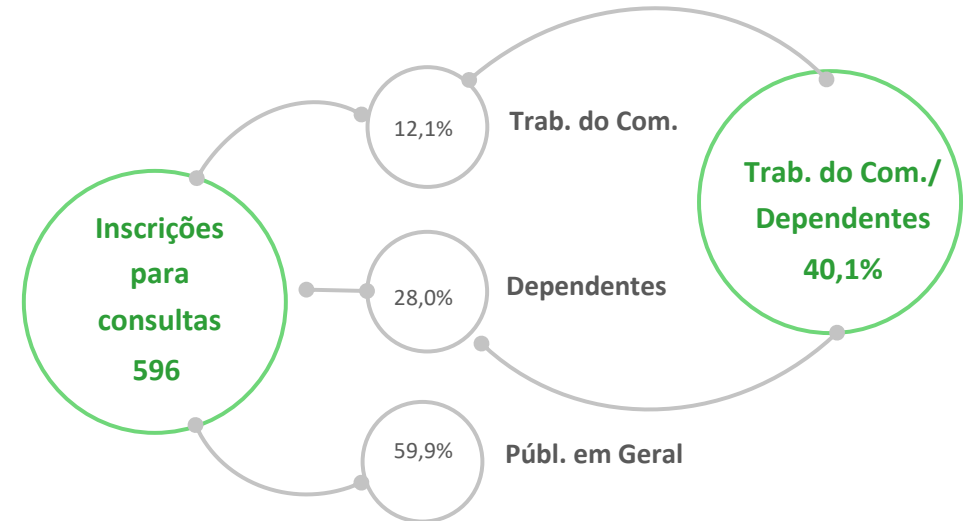 Inscrições
para
consultas
596
12,1%
Trab. do Com.
28,0%
Dependentes
59,9%
Públ. em Geral
Trab. do Com./
Dependentes
40,1%